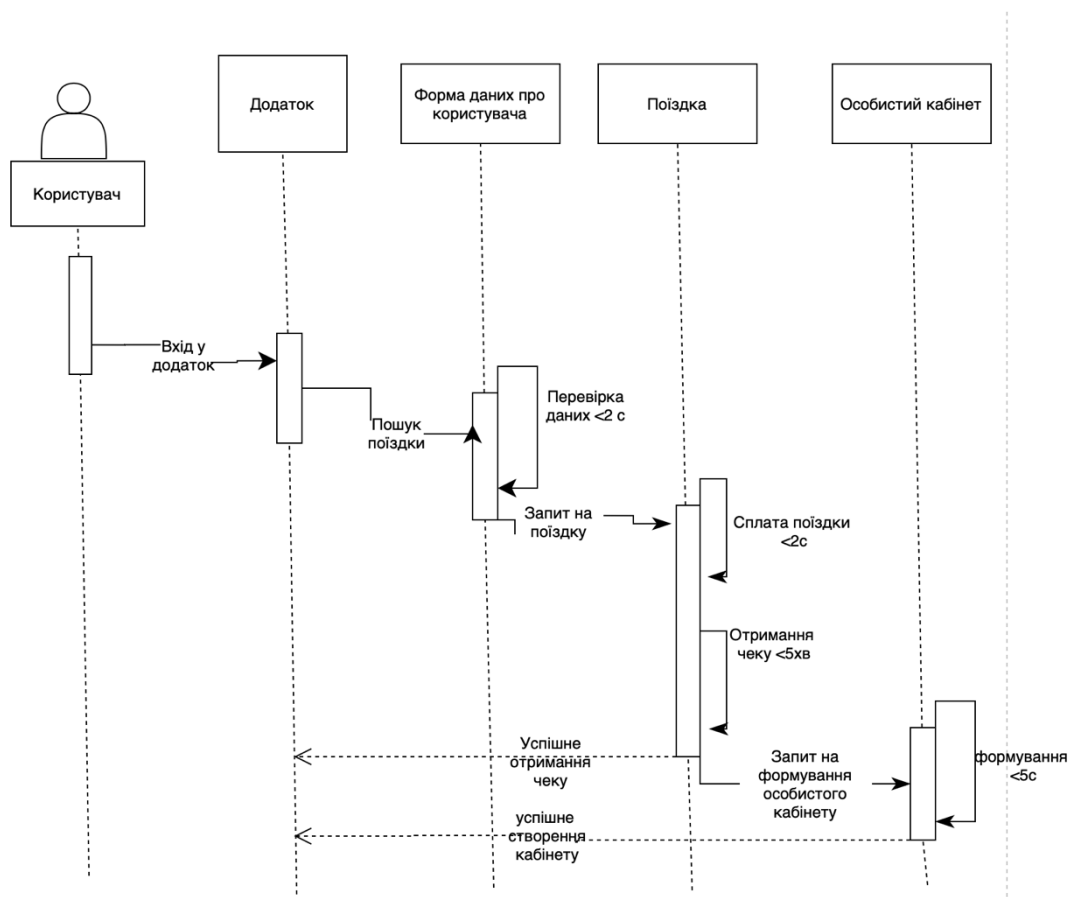 Додаток
Форма даних про
користувача
Поїздка
Особистий кабінет
Користувач
Вхід у
додаток
Пошук
поїздки
Перевірка
даних <2 с
Запит на
поїздку
Сплата поїздки
<2с
Отримання
чеку <5хв
Успішне
отримання
чеку
Запит на
формування
особистого
кабінету
формування
<5с
успішне
створення
кабінету